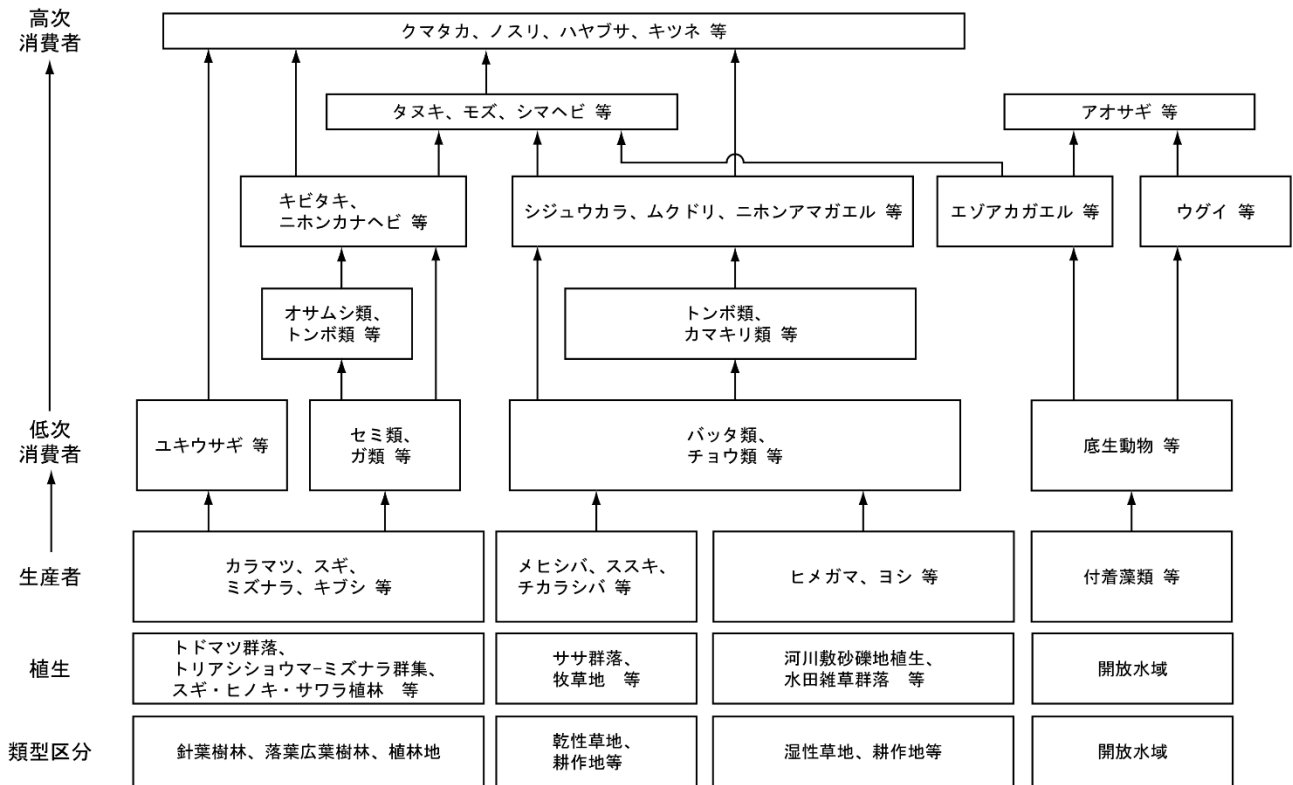 高次
消費者
クマタカ、ノスリ、ハヤブサ、キツネ 等
タヌキ、モズ、シマヘビ 等
アオサギ 等
キビタキ、
ニホンカナヘビ 等
シジュウカラ、ムクドリ、ニホンアマガエル 等
エゾアカガエル 等
ウグイ 等
オサムシ類、
トンボ類 等
トンボ類、
カマキリ類 等
低次
消費者
ユキウサギ 等
セミ類、
ガ類 等
バッタ類、
チョウ類 等
底生動物 等
生産者
カラマツ、スギ、
ミズナラ、キブシ 等
メヒシバ、ススキ、
チカラシバ 等
ヒメガマ、ヨシ 等
付着藻類 等
植生
トドマツ群落、
トリアシショウマ−ミズナラ群集、
スギ・ヒノキ・サワラ植林 等
ササ群落、
牧草地 等
河川敷砂礫地植生、
水田雑草群落 等
開放水域
類型区分
針葉樹林、落葉広葉樹林、植林地
乾性草地、
耕作地等
湿性草地、耕作地等
開放水域